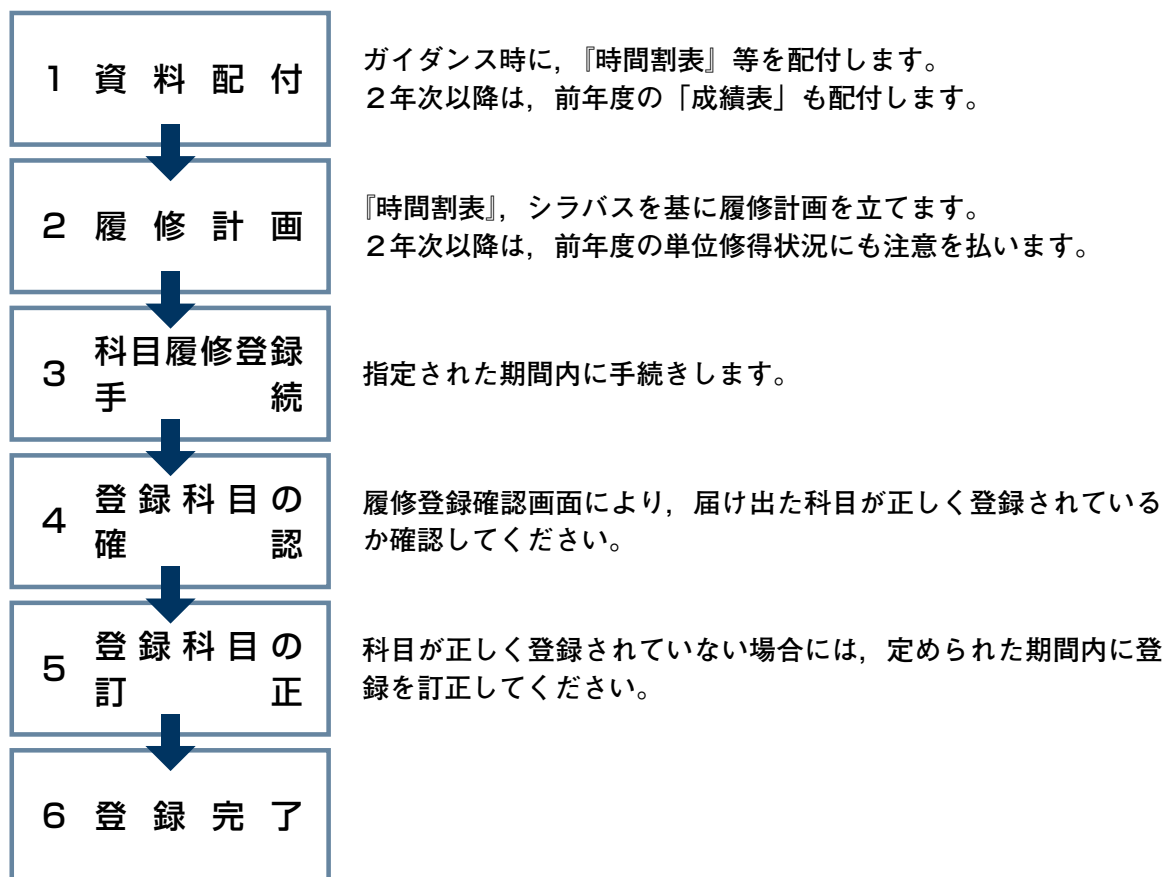 1 資料配付
ガイダンス時に，『時間割表』等を配付します。
２年次以降は，前年度の「成績表」も配付します。
2 履修計画
『時間割表』，シラバスを基に履修計画を立てます。
２年次以降は，前年度の単位修得状況にも注意を払います。
3 科目履修登録
手続
指定された期間内に手続きします。
4 登録科目の
確認
履修登録確認画面により，届け出た科目が正しく登録されている
か確認してください。
5 登録科目の
訂正
科目が正しく登録されていない場合には，定められた期間内に登
録を訂正してください。
6 登録完了